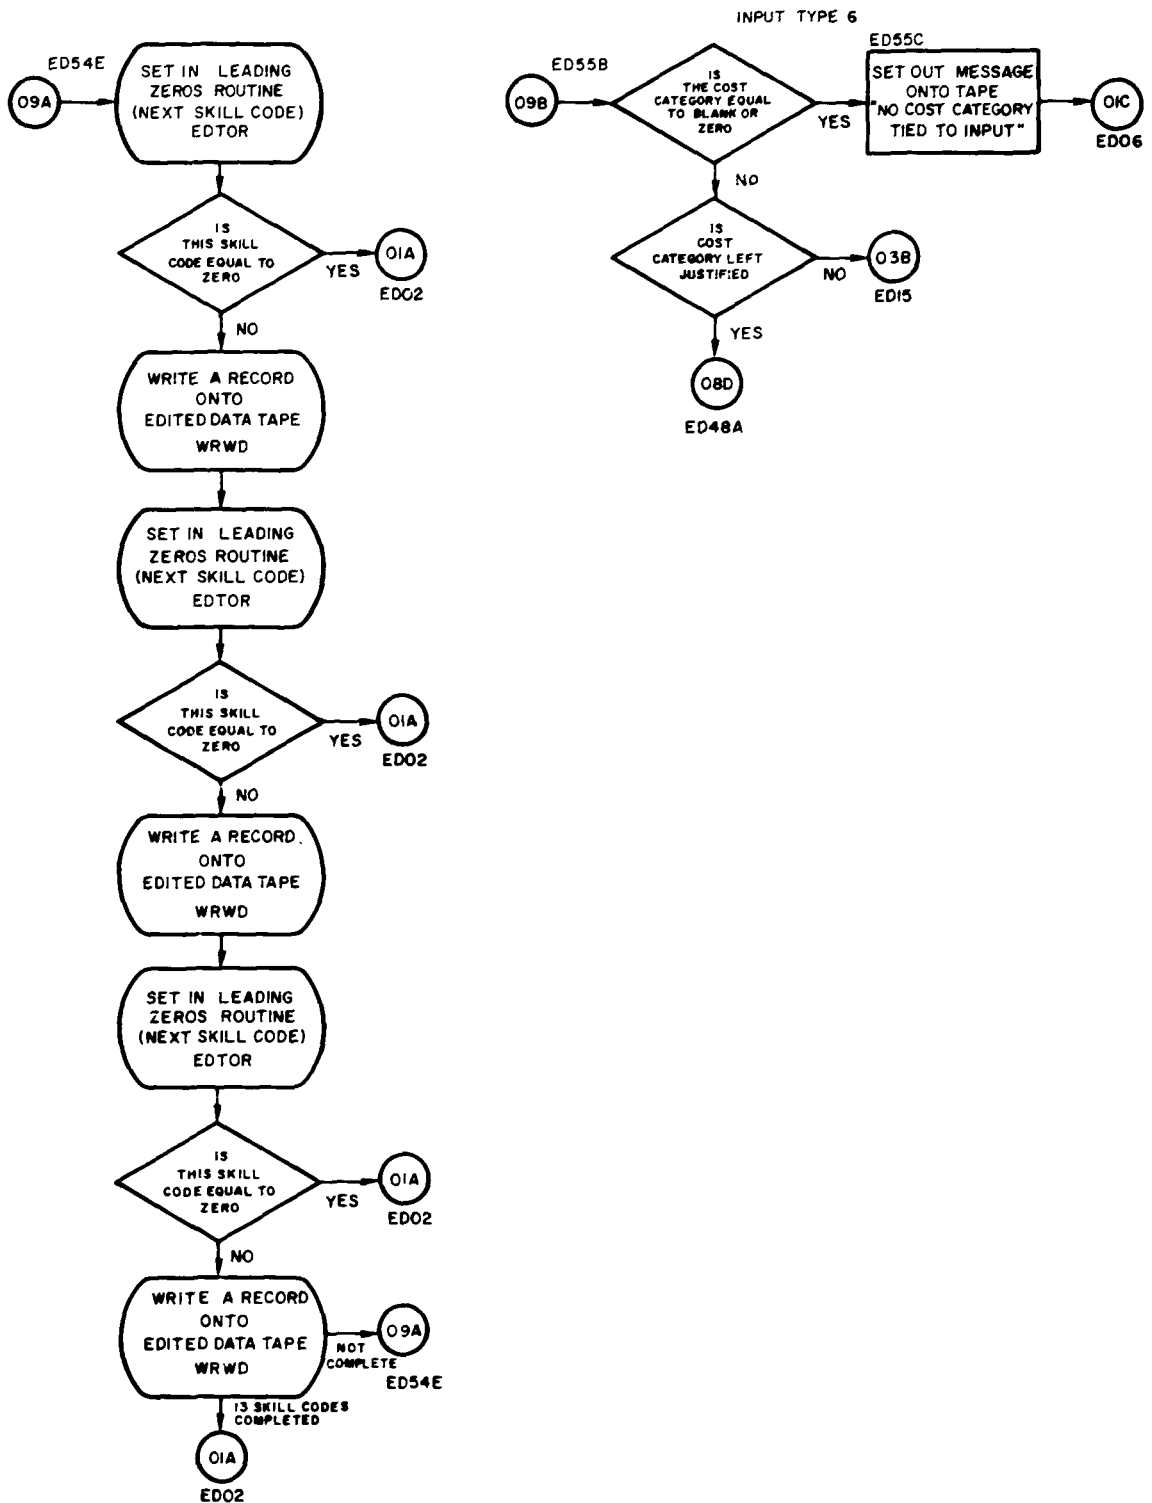 ED54E
09A
SET IN LEADING
ZEROS ROUTINE
(NEXT SKILL CODE)
EDTOR
IS
THIS SKILL
CODE EQUAL TO
ZERO
YES
01A
ED02
NO
WRITE A RECORD
ONTO
EDITED DATA TAPE
WRWD
SET IN LEADING
ZEROS ROUTINE
(NEXT SKILL CODE)
EDTOR
IS
THIS SKILL
CODE EQUAL TO
ZERO
YES
01A
ED02
NO
WRITE A RECORD
ONTO
EDITED DATA TAPE
WRWD
SET IN LEADING
ZEROS ROUTINE
(NEXT SKILL CODE)
EDTOR
IS
THIS SKILL
CODE EQUAL TO
ZERO
YES
01A
ED02
NO
WRITE A RECORD
ONTO
EDITED DATA TAPE
WRWD
09A
NOT
COMPLETE
ED54E
13 SKILL CODES
COMPLETED
01A
ED02
INPUT TYPE 6
ED55B
09B
IS
THE COST
CATEGORY EQUAL
TO BLANK OR
ZERO
YES
ED55C
SET OUT MESSAGE
ONTO TAPE
"NO COST CATEGORY
TIED TO INPUT"
01C
ED06
NO
IS
COST
CATEGORY LEFT
JUSTIFIED
NO
03B
ED15
YES
08D
ED48A